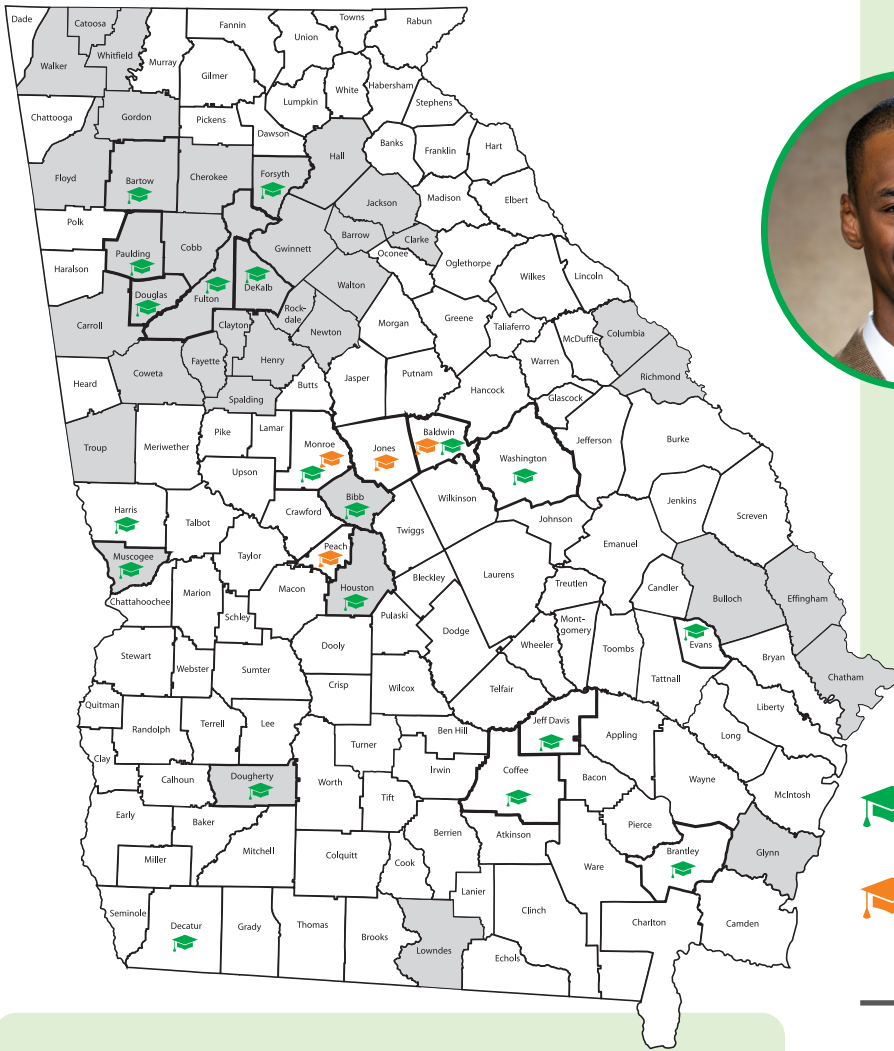 Dade
Catoosa
Fannin
Towns
Rabun
Union
Whitfield
Murray
Walker
Gilmer
White
Habersham
Lumpkin
Stephens
Chattooga
Gordon
Pickens
Dawson
Banks
Franklin
Hart
Hall
Floyd
Bartow
Cherokee
Forsyth
Jackson
Madison
Elbert
Polk
Cobb
Gwinnett
Barrow
Clarke
Oconee
Oglethorpe
Paulding
Haralson
Wilkes
Lincoln
DeKalb
Walton
Douglas
Fulton
Rock-
dale
Carroll
Clayton
Newton
Morgan
Greene
Taliaferro
McDuffie
Columbia
Fayette
Henry
Warren
Coweta
Heard
Butts
Jasper
Putnam
Richmond
Spalding
Hancock
Glascock
Troup
Meriwether
Pike
Lamar
Monroe
Jones
Baldwin
Washington
Jefferson
Burke
Upson
Bibb
Wilkinson
Jenkins
Screven
Harris
Talbot
Crawford
Twiggs
Johnson
Emanuel
Muscogee
Taylor
Peach
Bleckley
Laurens
Treutlen
Candler
Bulloch
Effingham
Chattahoochee
Marion
Macon
Houston
Schley
Pulaski
Mont-
gomery
Dooly
Dodge
Wheeler
Toombs
Evans
Bryan
Stewart
Webster
Sumter
Tattnall
Chatham
Crisp
Wilcox
Telfair
Quitman
Liberty
Randolph
Terrell
Lee
Ben Hill
Jeff Davis
Appling
Long
Turner
Clay
Calhoun
Dougherty
Worth
Irwin
Coffee
Bacon
Wayne
McIntosh
Tift
Early
Baker
Pierce
Berrien
Atkinson
Miller
Mitchell
Colquitt
Cook
Brantley
Glynn
Ware
Lanier
Seminole
Decatur
Grady
Thomas
Brooks
Clinch
Charlton
Camden
Lowndes
Echols